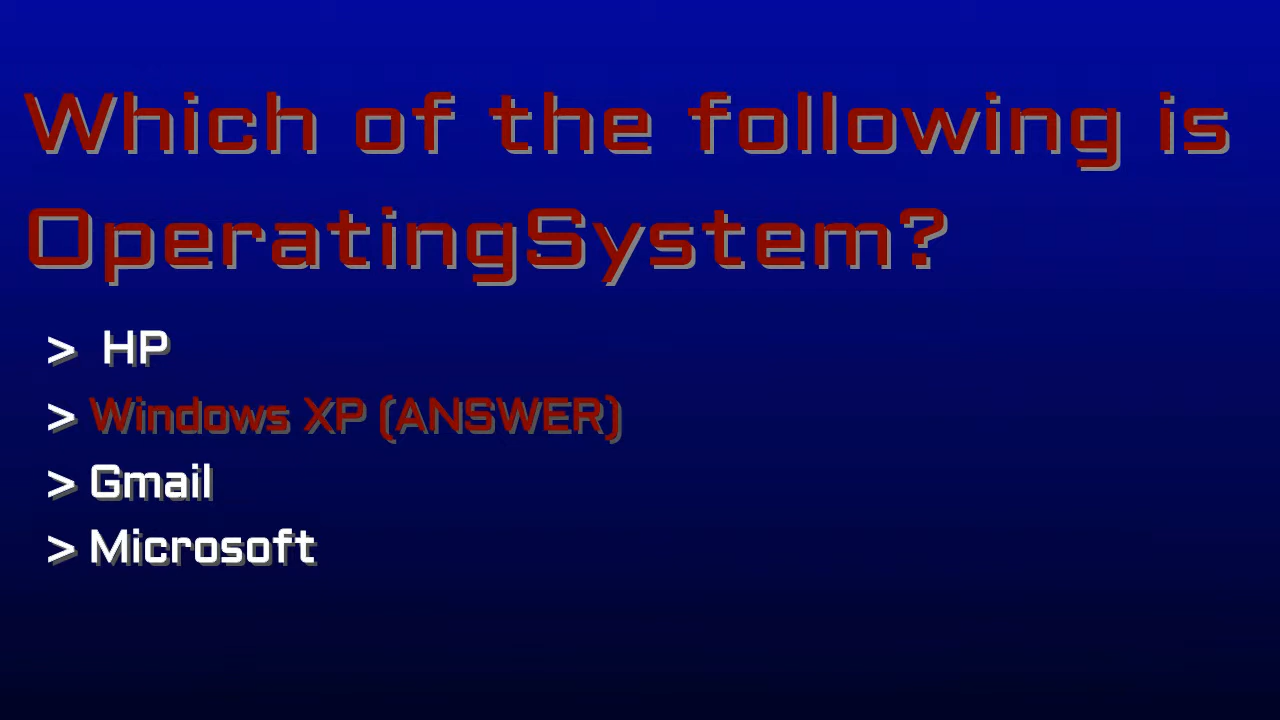 Which of the following is
OperatingSystem?
> HP
> Windows XP (ANSWER)
> Gmail
> Microsoft